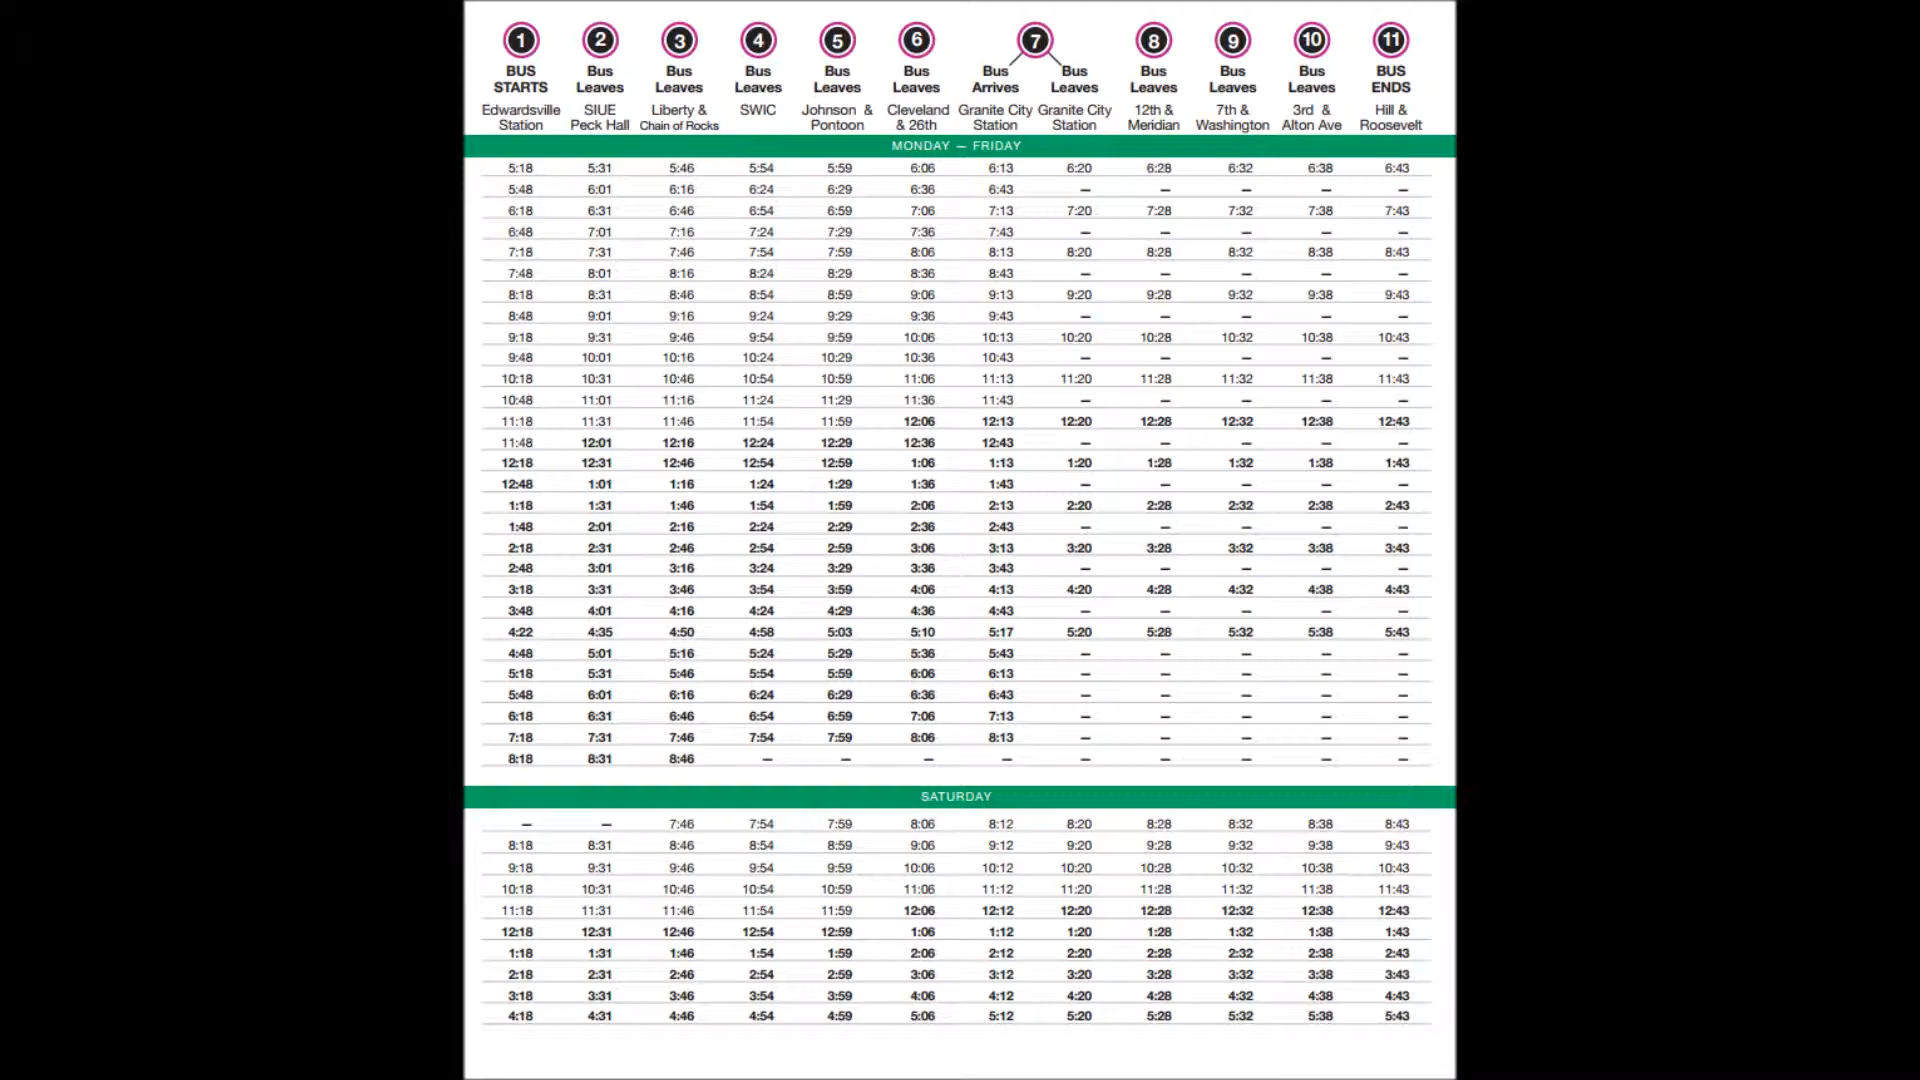 1 2 3 4 5 6 7 8 9 10 11
BUS Bus Bus Bus Bus Bus Bus Bus Bus Bus Bus BUS
STARTS Leaves Leaves Leaves Leaves Leaves Arrives Leaves Leaves Leaves Leaves ENDS
Edwardsville SIUE Liberty & SWIC Johnson & Cleveland Granite City Granite City 12th & 7th & 3rd & Hill &
Station Peck Hall Chain of Rocks Pontoon & 26th Station Station Meridian Washington Alton Ave Roosevelt
MONDAY — FRIDAY
5:18 5:31 5:46 5:54 5:59 6:06 6:13 6:20 6:28 6:32 6:38 6:43
5:48 6:01 6:16 6:24 6:29 6:36 6:43 — — — — —
6:18 6:31 6:46 6:54 6:59 7:06 7:13 7:20 7:28 7:32 7:38 7:43
6:48 7:01 7:16 7:24 7:29 7:36 7:43 — — — — —
7:18 7:31 7:46 7:54 7:59 8:06 8:13 8:20 8:28 8:32 8:38 8:43
7:48 8:01 8:16 8:24 8:29 8:36 8:43 — — — — —
8:18 8:31 8:46 8:54 8:59 9:06 9:13 9:20 9:28 9:32 9:38 9:43
8:48 9:01 9:16 9:24 9:29 9:36 9:43 — — — — —
9:18 9:31 9:46 9:54 9:59 10:06 10:13 10:20 10:28 10:32 10:38 10:43
9:48 10:01 10:16 10:24 10:29 10:36 10:43 — — — — —
10:18 10:31 10:46 10:54 10:59 11:06 11:13 11:20 11:28 11:32 11:38 11:43
10:48 11:01 11:16 11:24 11:29 11:36 11:43 — — — — —
11:18 11:31 11:46 11:54 11:59 12:06 12:13 12:20 12:28 12:32 12:38 12:43
11:48 12:01 12:16 12:24 12:29 12:36 12:43 — — — — —
12:18 12:31 12:46 12:54 12:59 1:06 1:13 1:20 1:28 1:32 1:38 1:43
12:48 1:01 1:16 1:24 1:29 1:36 1:43 — — — — —
1:18 1:31 1:46 1:54 1:59 2:06 2:13 2:20 2:28 2:32 2:38 2:43
1:48 2:01 2:16 2:24 2:29 2:36 2:43 — — — — —
2:18 2:31 2:46 2:54 2:59 3:06 3:13 3:20 3:28 3:32 3:38 3:43
2:48 3:01 3:16 3:24 3:29 3:36 3:43 — — — — —
3:18 3:31 3:46 3:54 3:59 4:06 4:13 4:20 4:28 4:32 4:38 4:43
3:48 4:01 4:16 4:24 4:29 4:36 4:43 — — — — —
4:22 4:35 4:50 4:58 5:03 5:10 5:17 5:20 5:28 5:32 5:38 5:43
4:48 5:01 5:16 5:24 5:29 5:36 5:43 — — — — —
5:18 5:31 5:46 5:54 5:59 6:06 6:13 — — — — —
5:48 6:01 6:16 6:24 6:29 6:36 6:43 — — — — —
6:18 6:31 6:46 6:54 6:59 7:06 7:13 — — — — —
7:18 7:31 7:46 7:54 7:59 8:06 8:13 — — — — —
8:18 8:31 8:46 — — — — — — — — —
SATURDAY
— — 7:46 7:54 7:59 8:06 8:12 8:20 8:28 8:32 8:38 8:43
8:18 8:31 8:46 8:54 8:59 9:06 9:12 9:20 9:28 9:32 9:38 9:43
9:18 9:31 9:46 9:54 9:59 10:06 10:12 10:20 10:28 10:32 10:38 10:43
10:18 10:31 10:46 10:54 10:59 11:06 11:12 11:20 11:28 11:32 11:38 11:43
11:18 11:31 11:46 11:54 11:59 12:06 12:12 12:20 12:28 12:32 12:38 12:43
12:18 12:31 12:46 12:54 12:59 1:06 1:12 1:20 1:28 1:32 1:38 1:43
1:18 1:31 1:46 1:54 1:59 2:06 2:12 2:20 2:28 2:32 2:38 2:43
2:18 2:31 2:46 2:54 2:59 3:06 3:12 3:20 3:28 3:32 3:38 3:43
3:18 3:31 3:46 3:54 3:59 4:06 4:12 4:20 4:28 4:32 4:38 4:43
4:18 4:31 4:46 4:54 4:59 5:06 5:12 5:20 5:28 5:32 5:38 5:43